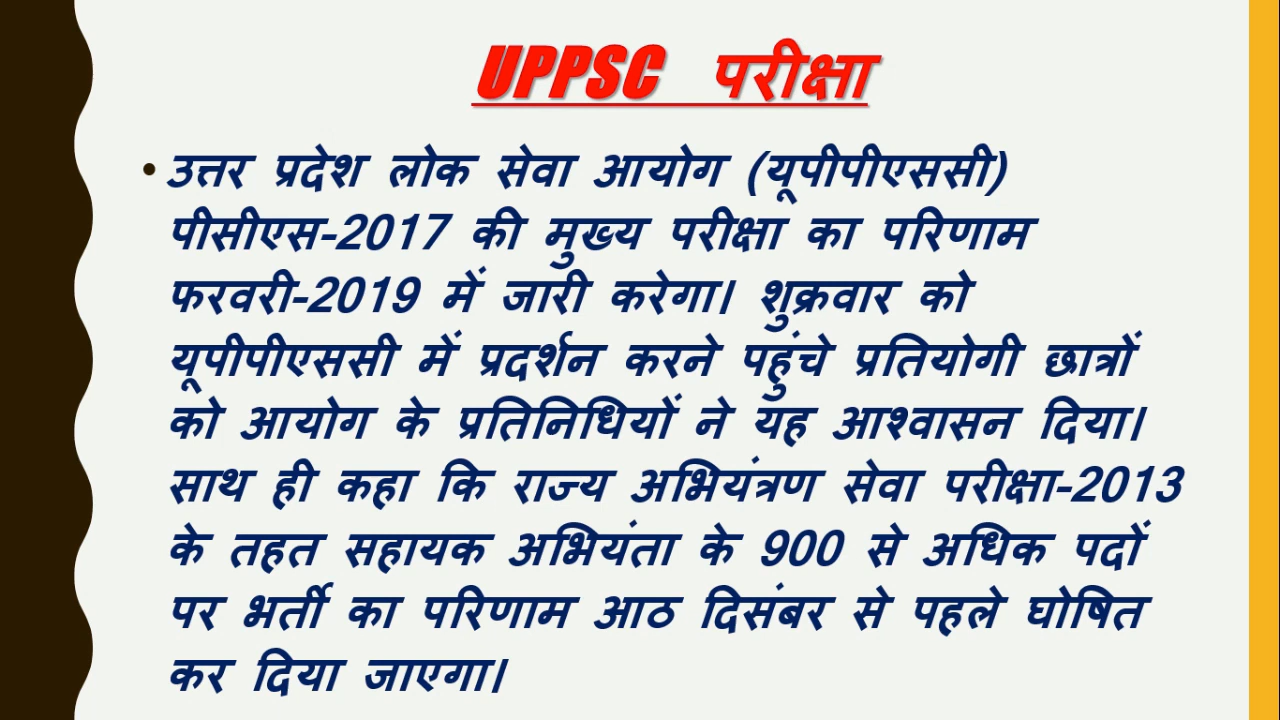 UPPSC परीक्षा
• उत्तर प्रदेश लोक सेवा आयोग (यूपीपीएससी)
पीसीएस-2017 की मुख्य परीक्षा का परिणाम
फरवरी-2019 में जारी करेगा। शुक्रवार को
यूपीपीएससी में प्रदर्शन करने पहुंचे प्रतियोगी छात्रों
को आयोग के प्रतिनिधियों ने यह आश्वासन दिया।
साथ ही कहा कि राज्य अभियंत्रण सेवा परीक्षा-2013
के तहत सहायक अभियंता के 900 से अधिक पदों
पर भर्ती का परिणाम आठ दिसंबर से पहले घोषित
कर दिया जाएगा।